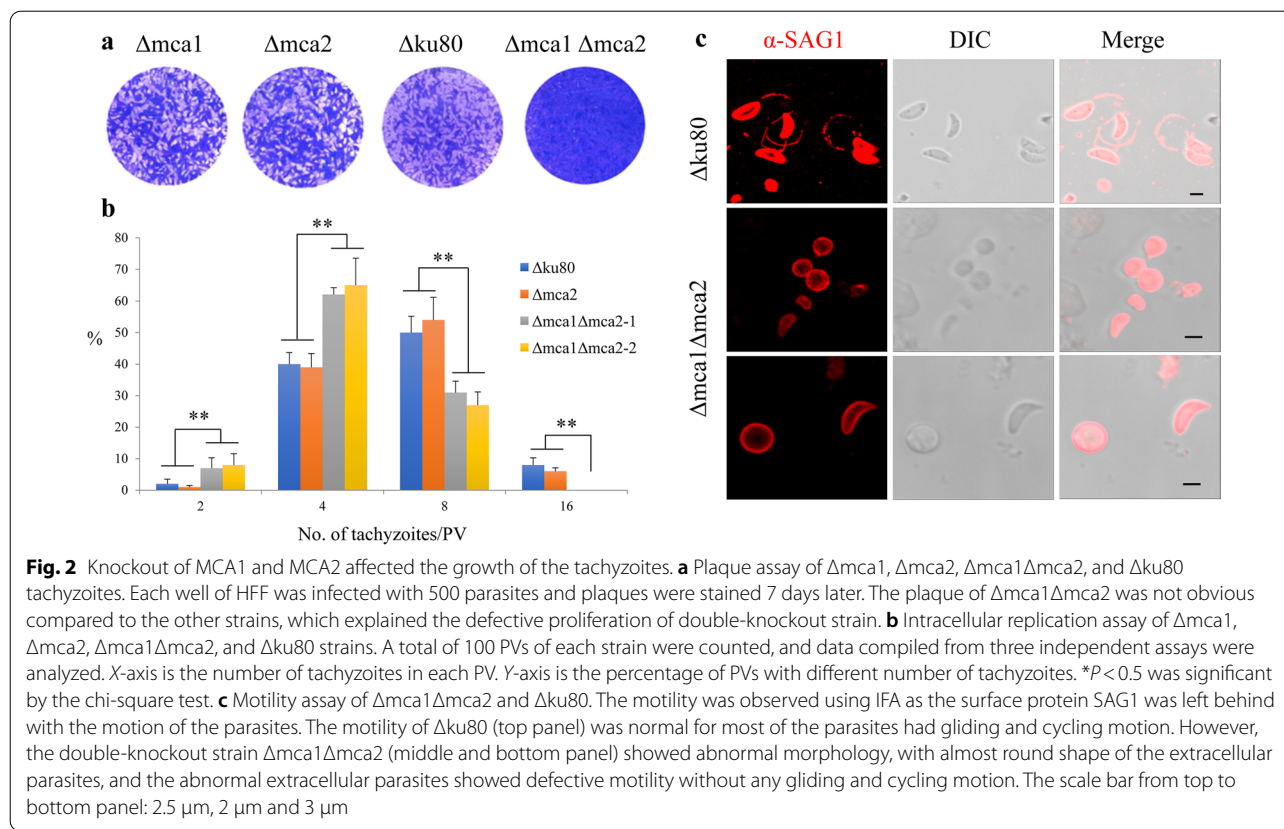 a
Δmca1
Δmca2
Δku80
Δmca1 Δmca2
b
80
70
60
50
40
30
20
10
0
%
**
**
**
**
Δku80
Δmca2
Δmca1Δmca2-1
Δmca1Δmca2-2
2
4
8
16
No. of tachyzoites/PV
c
α-SAG1
DIC
Merge
Δku80
Δmca1Δmca2
Fig. 2 Knockout of MCA1 and MCA2 affected the growth of the tachyzoites. a Plaque assay of Δmca1, Δmca2, Δmca1Δmca2, and Δku80
tachyzoites. Each well of HFF was infected with 500 parasites and plaques were stained 7 days later. The plaque of Δmca1Δmca2 was not obvious
compared to the other strains, which explained the defective proliferation of double-knockout strain. b Intracellular replication assay of Δmca1,
Δmca2, Δmca1Δmca2, and Δku80 strains. A total of 100 PVs of each strain were counted, and data compiled from three independent assays were
analyzed. X-axis is the number of tachyzoites in each PV. Y-axis is the percentage of PVs with different number of tachyzoites. *P < 0.5 was significant
by the chi-square test. c Motility assay of Δmca1Δmca2 and Δku80. The motility was observed using IFA as the surface protein SAG1 was left behind
with the motion of the parasites. The motility of Δku80 (top panel) was normal for most of the parasites had gliding and cycling motion. However,
the double-knockout strain Δmca1Δmca2 (middle and bottom panel) showed abnormal morphology, with almost round shape of the extracellular
parasites, and the abnormal extracellular parasites showed defective motility without any gliding and cycling motion. The scale bar from top to
bottom panel: 2.5 μm, 2 μm and 3 μm